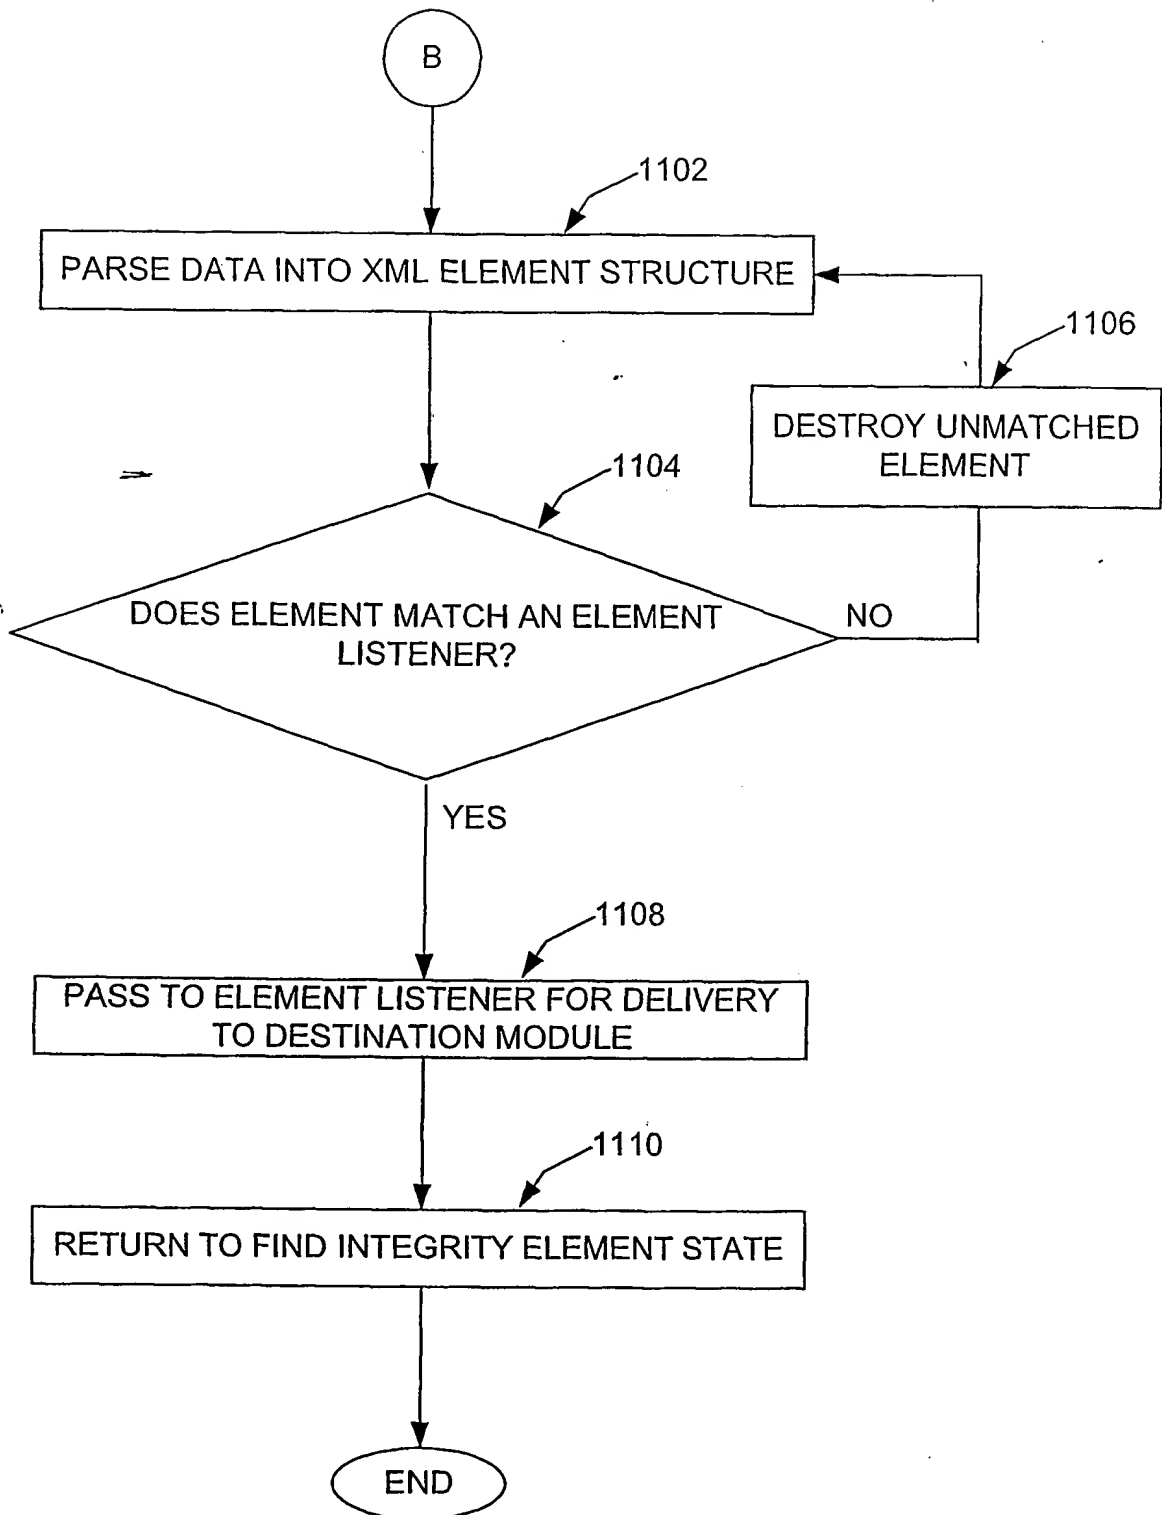 B
1102
PARSE DATA INTO XML ELEMENT STRUCTURE
1106
DESTROY UNMATCHED
ELEMENT
1104
DOES ELEMENT MATCH AN ELEMENT
LISTENER?
NO
YES
1108
PASS TO ELEMENT LISTENER FOR DELIVERY
TO DESTINATION MODULE
1110
RETURN TO FIND INTEGRITY ELEMENT STATE
END